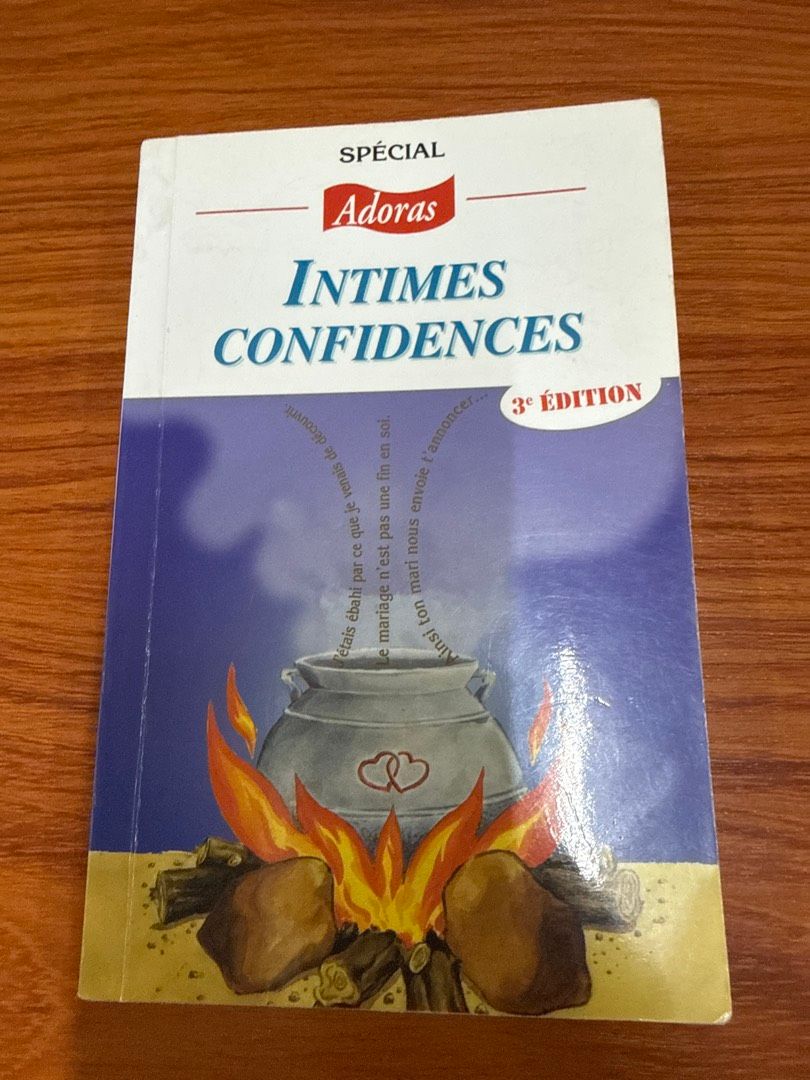 SPÉCIAL
Adoras
INTIMES
CONFIDENCES
3e ÉDITION
J'étais ébahi par ce que je venais de découvrir.
Le mariage n'est pas une fin en soi.
Ainsi ton mari nous envoie t'annoncer...